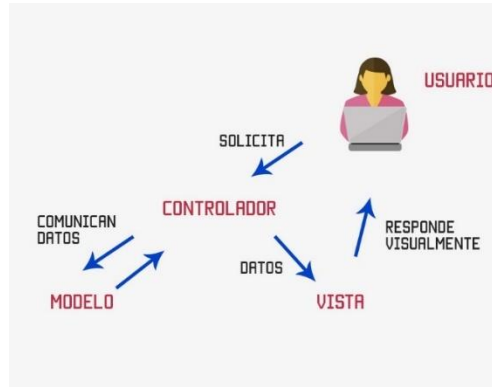 USUARIO
SOLICITA
CONTROLADOR
COMUNICAN
DATOS
RESPONDE
VISUALMENTE
DATOS
MODELO
VISTA